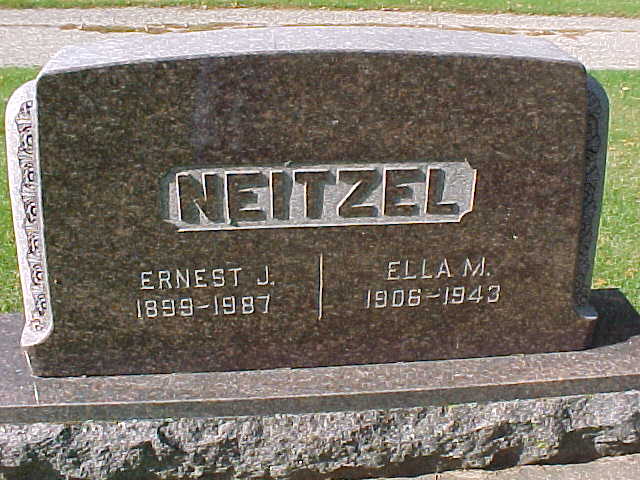 NEITZEL
ERNEST J.
1899-1987
ELLA M.
1906-1943